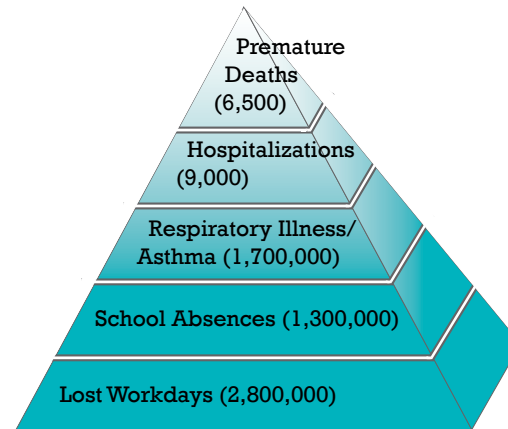 Premature
Deaths
(6,500)
Hospitalizations
(9,000)
Respiratory Illness/
Asthma (1,700,000)
School Absences (1,300,000)
Lost Workdays (2,800,000)